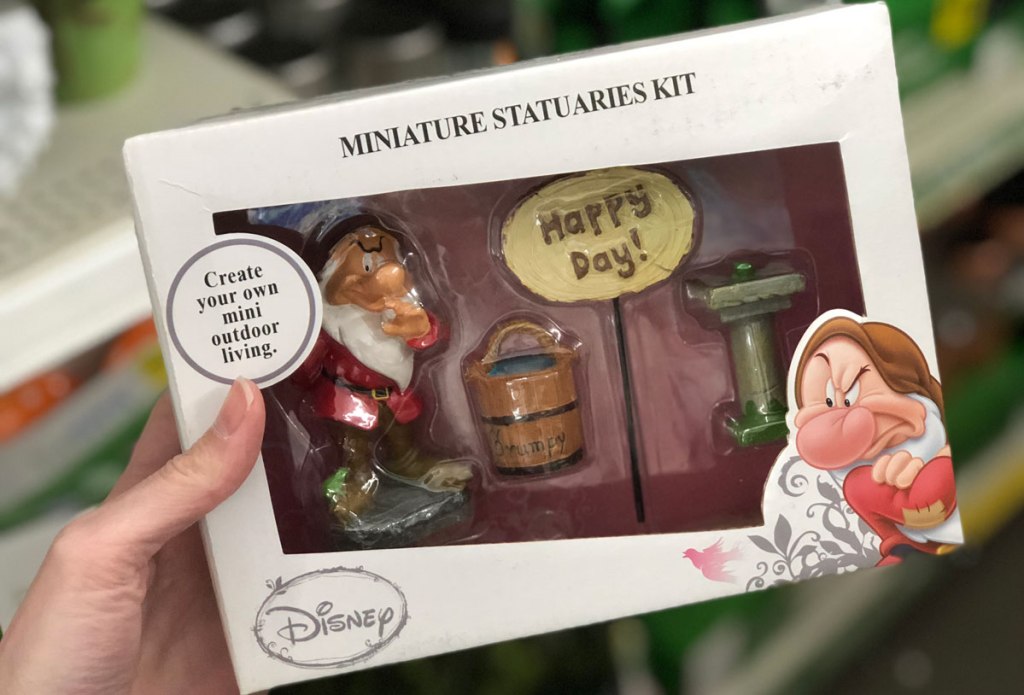 MINIATURE STATUARIES KIT
Create
your own
mini
outdoor
living.
Happy
Day!
Grumpy
Disney